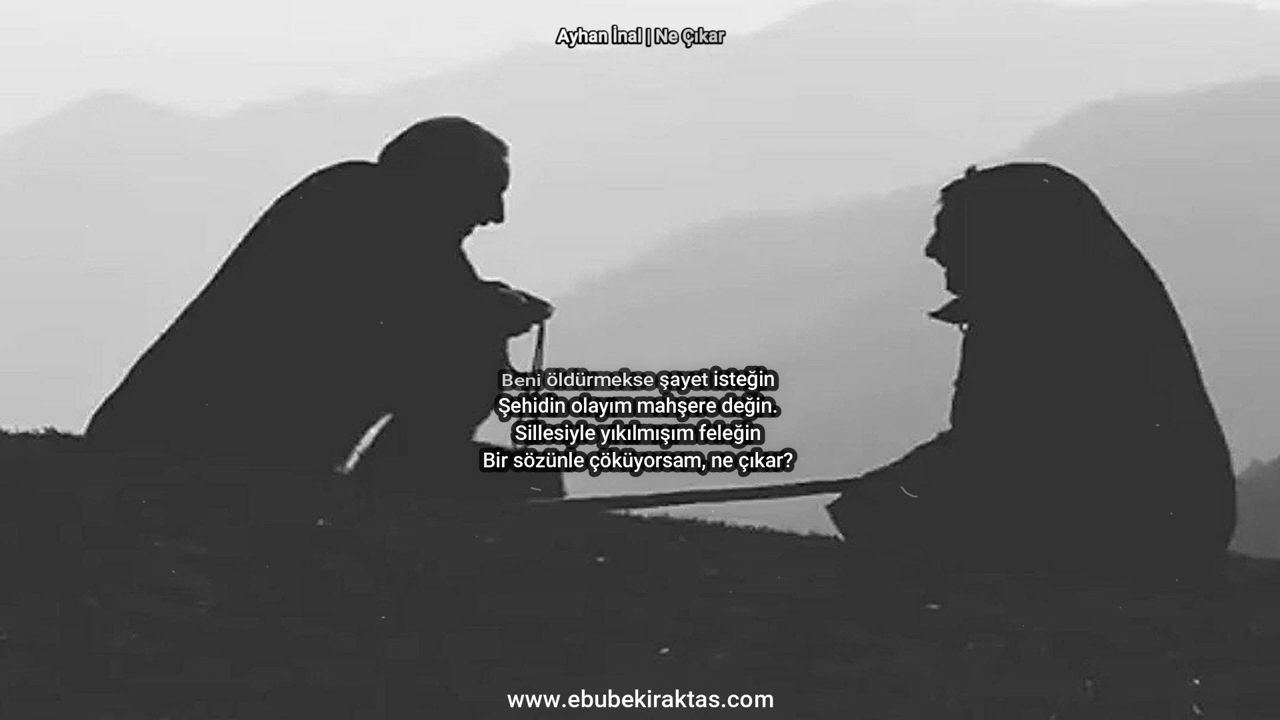 Ayhan İnal | Ne Çıkar
Beni öldürmekse şayet isteğin
Şehidin olayım mahşere değin.
Sillesiyle yıkılmışım feleğin
Bir sözünle çöküyorsam, ne çıkar?
www.ebubekiraktas.com